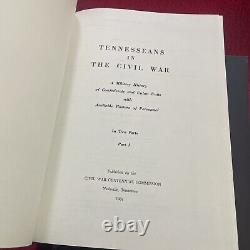 TENNESSEANS
IN
THE CIVIL WAR
A Military History
of Confederate and Union Units
with
Available Rosters of Personnel
In Two Parts
Part I
Published by the
CIVIL WAR CENTENNIAL COMMISSION
Nashville, Tennessee